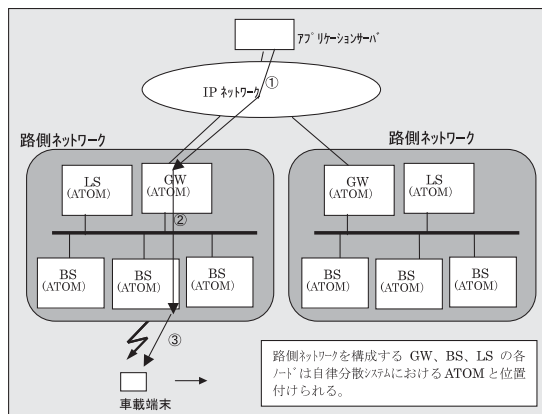 アプリケーションサーバ
①
IP ネットワーク
路側ネットワーク
路側ネットワーク
LS
(ATOM)
GW
(ATOM)
GW
(ATOM)
LS
(ATOM)
②
BS
(ATOM)
BS
(ATOM)
BS
(ATOM)
BS
(ATOM)
BS
(ATOM)
BS
(ATOM)
③
車載端末
路側ネットワークを構成する GW、BS、LS の各
ノードは自律分散システムにおける ATOM と位置
付けられる。